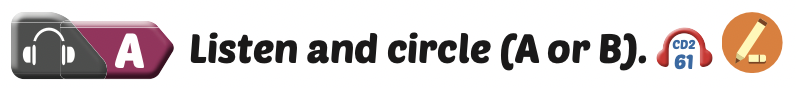 A Listen and circle (A or B). CD2
61